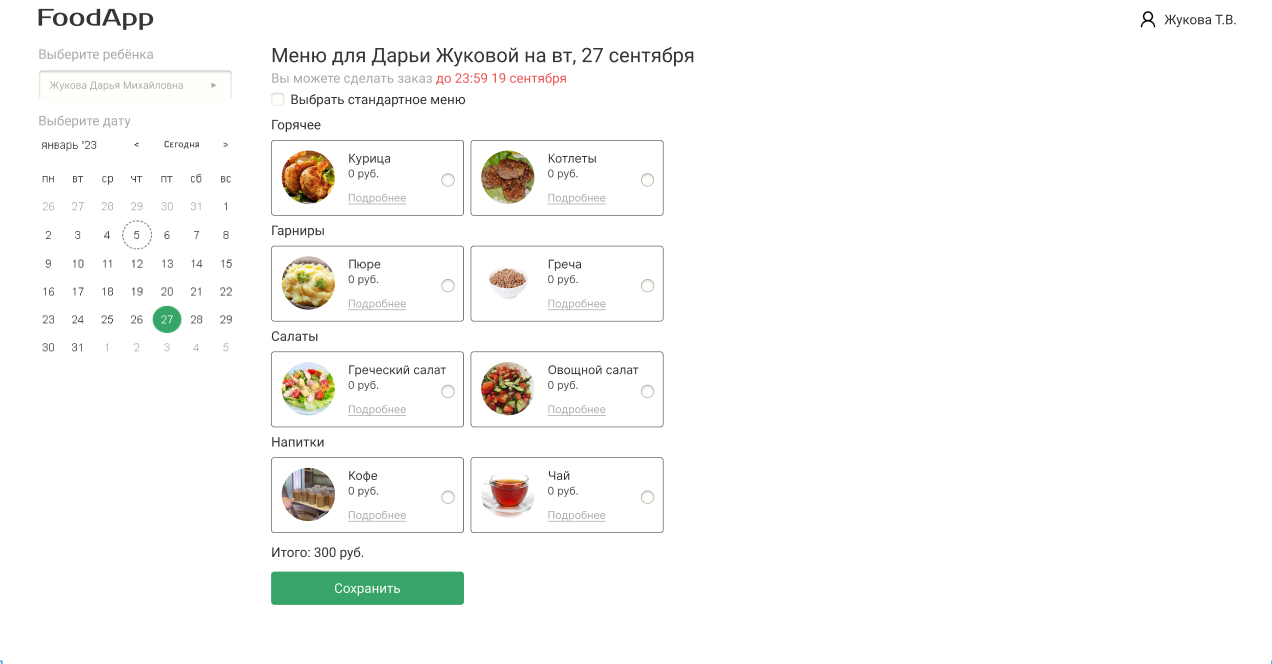 FoodApp
Жукова Т.В.
Выберите ребёнка
Жукова Дарья Михайловна
Выберите дату
январь '23 < Сегодня >
пн вт ср чт пт сб вс
26 27 28 29 30 31 1
2 3 4 5 6 7 8
9 10 11 12 13 14 15
16 17 18 19 20 21 22
23 24 25 26 27 28 29
30 31 1 2 3 4 5
Меню для Дарьи Жуковой на вт, 27 сентября
Вы можете сделать заказ до 23:59 19 сентября
Выбрать стандартное меню
Горячее
Курица
0 руб.
Подробнее
Котлеты
0 руб.
Подробнее
Гарниры
Пюре
0 руб.
Подробнее
Греча
0 руб.
Подробнее
Салаты
Греческий салат
0 руб.
Подробнее
Овощной салат
0 руб.
Подробнее
Напитки
Кофе
0 руб.
Подробнее
Чай
0 руб.
Подробнее
Итого: 300 руб.
Сохранить